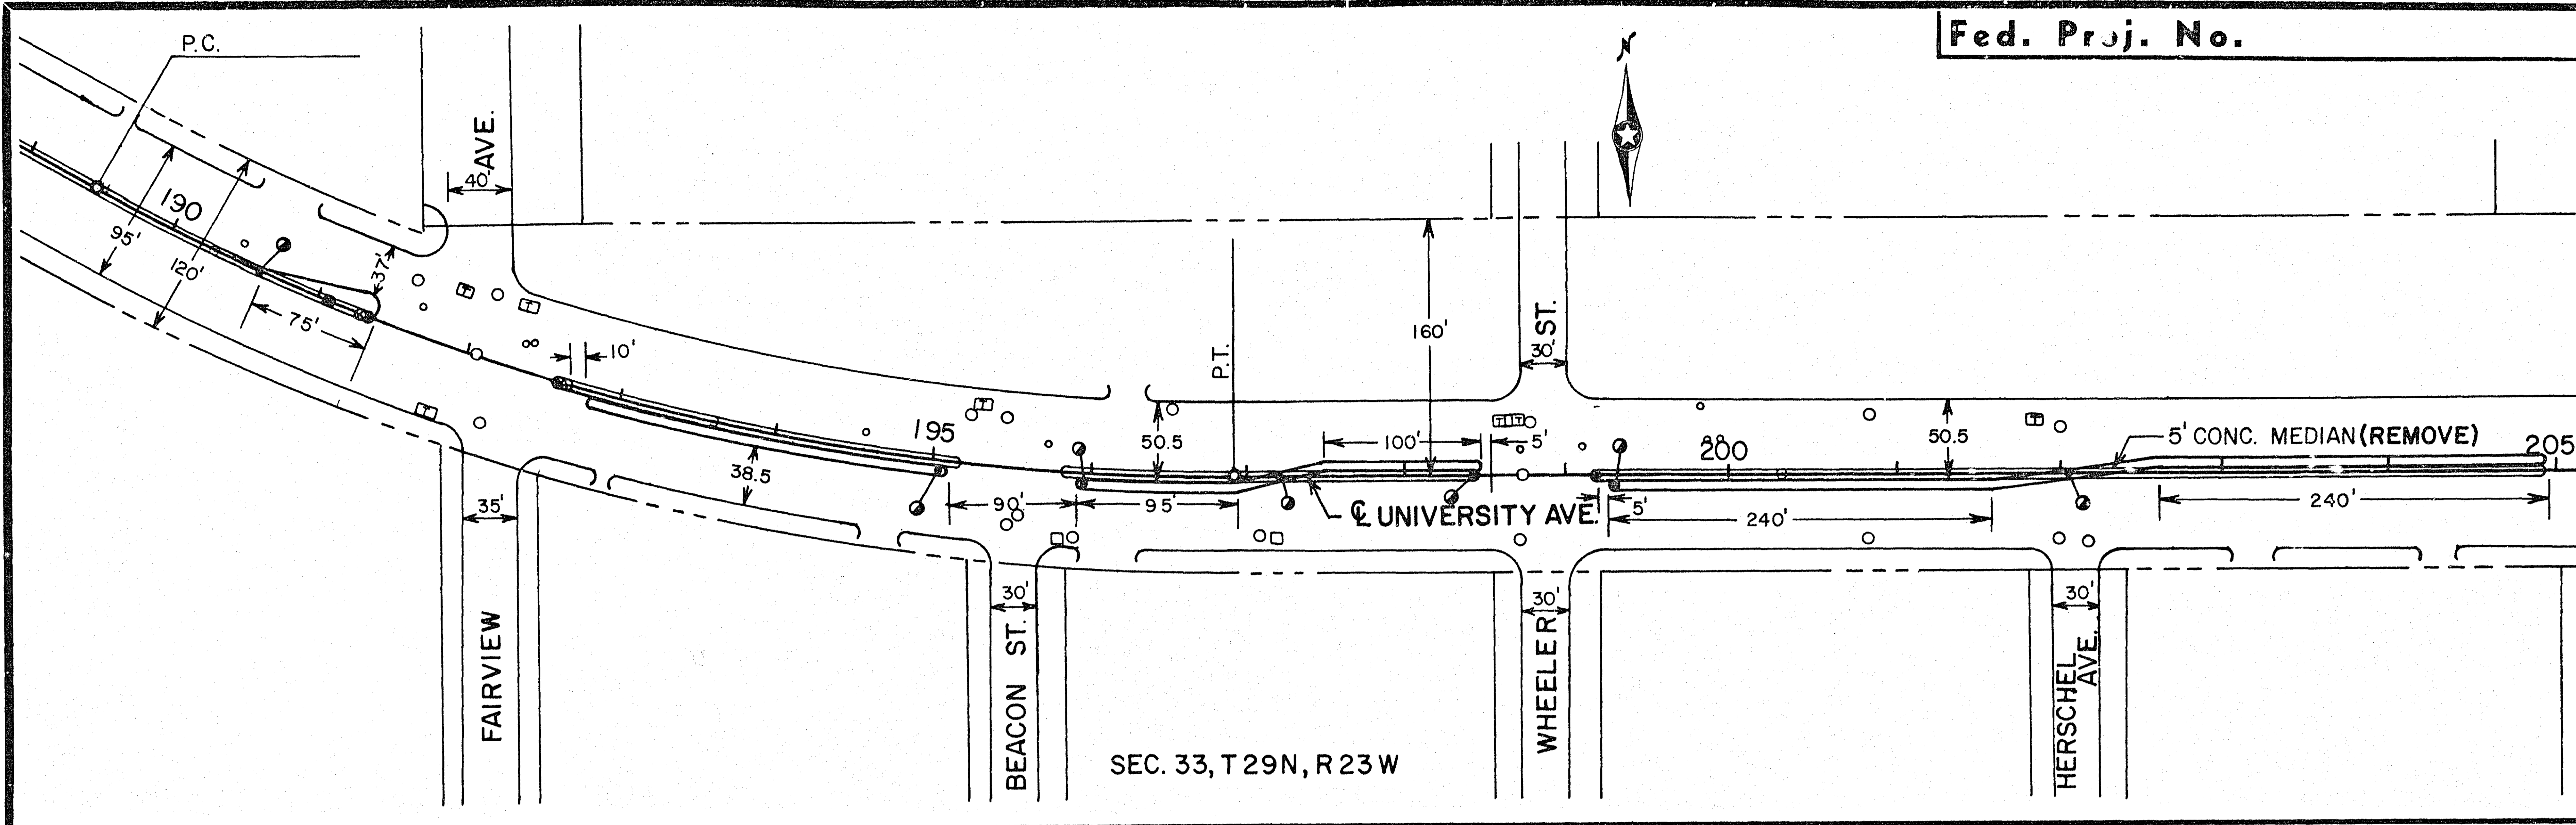 Fed. Proj. No.
P.C.
N
40'
AVE.
190
95'
120'
37'
75'
10'
P.T.
160'
ST.
30'
T
T
T
T
T
T
T
195
38.5
50.5
100'
5'
200
50.5
5' CONC. MEDIAN (REMOVE)
205
90'
95'
℄ UNIVERSITY AVE.
5'
240'
240'
35'
30'
30'
30'
FAIRVIEW
BEACON ST.
WHEELER
HERSCHEL
AVE.
SEC. 33, T 29 N, R 23 W